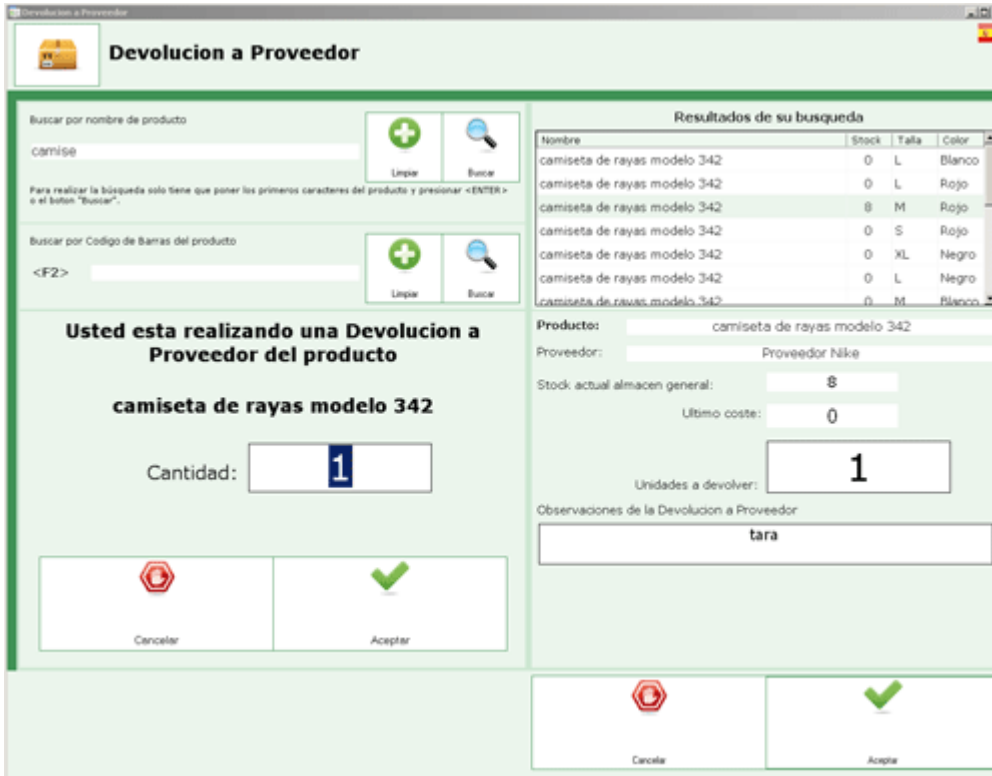 Devolucion a Proveedor
Devolucion a Proveedor
Buscar por nombre de producto
camise
Limpiar
Buscar
Para realizar la búsqueda solo tiene que poner los primeros caracteres del producto y presionar <ENTER>
o el boton "Buscar".
Buscar por Codigo de Barras del producto
<F2>
Limpiar
Buscar
Usted esta realizando una Devolucion a
Proveedor del producto
camiseta de rayas modelo 342
Cantidad: 1
Cancelar
Aceptar
Resultados de su busqueda
Nombre Stock Talla Color
camiseta de rayas modelo 342 0 L Blanco
camiseta de rayas modelo 342 0 L Rojo
camiseta de rayas modelo 342 8 M Rojo
camiseta de rayas modelo 342 0 S Rojo
camiseta de rayas modelo 342 0 XL Negro
camiseta de rayas modelo 342 0 L Negro
camiseta de rayas modelo 342 0 M Blanco
Producto: camiseta de rayas modelo 342
Proveedor: Proveedor Nike
Stock actual almacen general: 8
Ultimo coste: 0
Unidades a devolver: 1
Observaciones de la Devolucion a Proveedor
tara
Cancelar
Aceptar